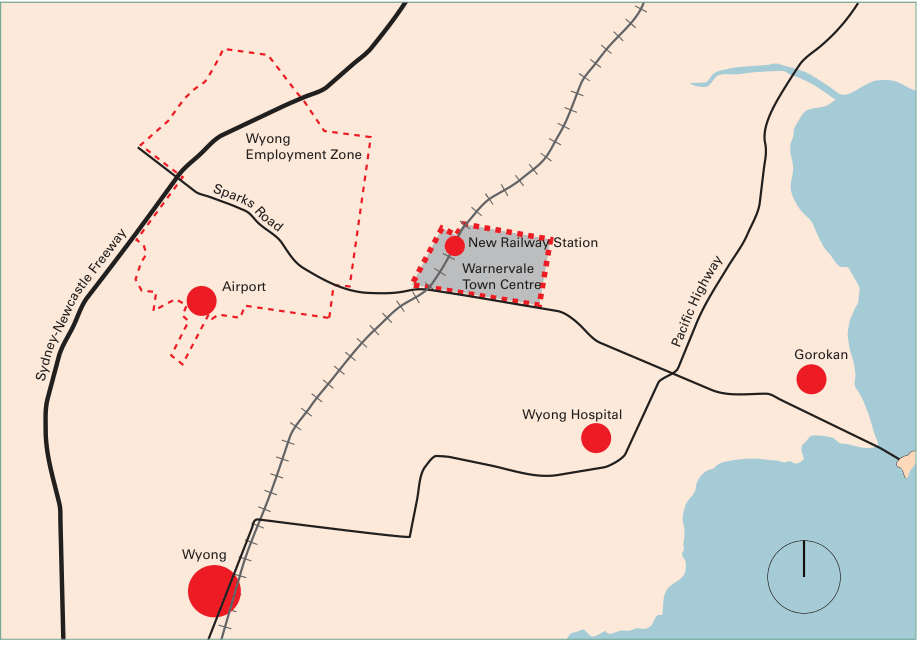 Wyong
Employment Zone
Sparks Road
New Railway Station
Warnervale
Town Centre
Sydney-Newcastle Freeway
Airport
Pacific Highway
Gorokan
Wyong Hospital
Wyong